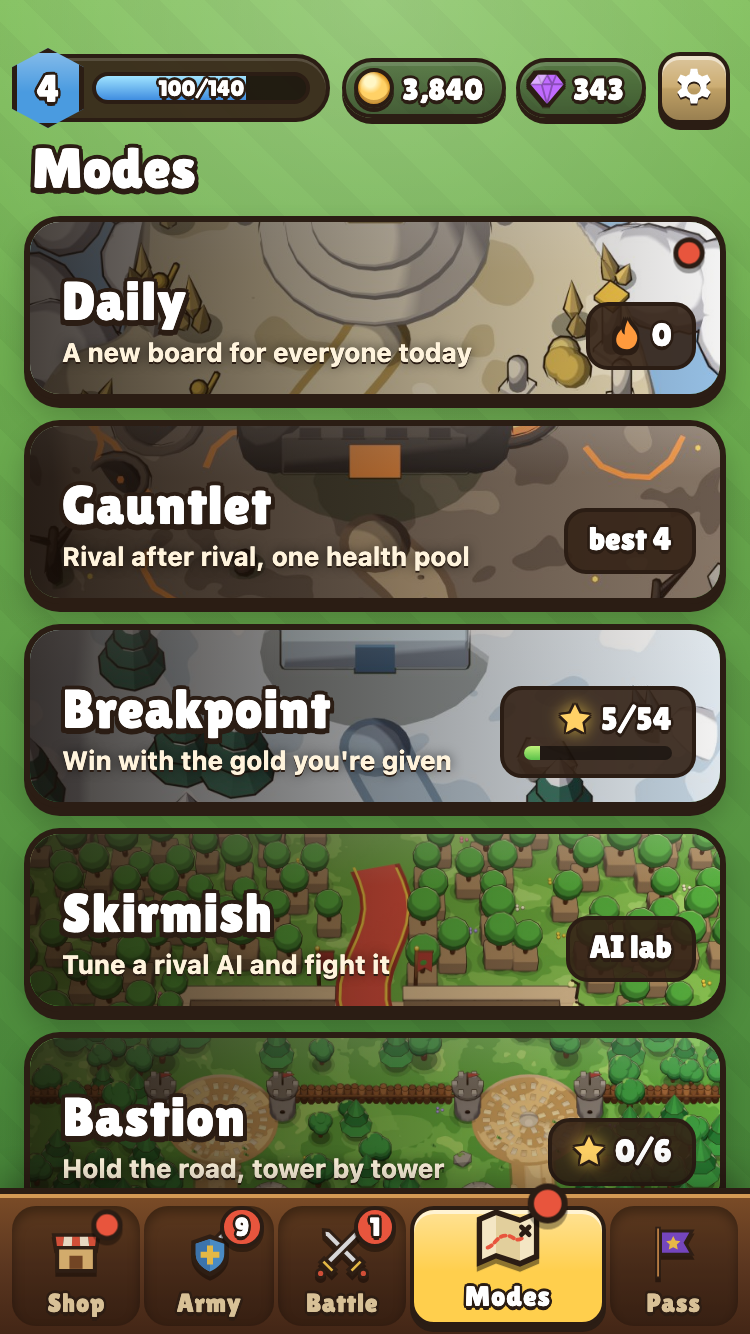 4
100/140
3,840
343
Modes
Daily
A new board for everyone today
0
Gauntlet
Rival after rival, one health pool
best 4
Breakpoint
Win with the gold you're given
5/54
Skirmish
Tune a rival AI and fight it
AI lab
Bastion
Hold the road, tower by tower
0/6
9
1
Shop
Army
Battle
Modes
Pass